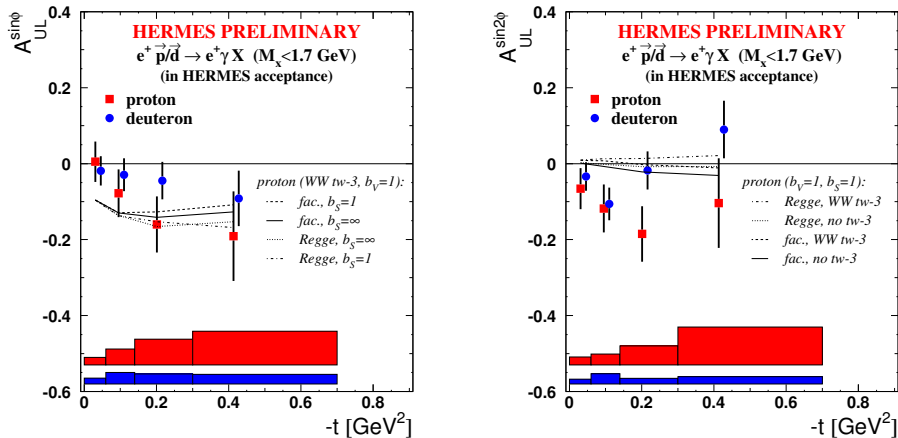 A_UL^sinϕ
HERMES PRELIMINARY
e+ p⃗/d⃗ → e+ γ X (Mx<1.7 GeV)
(in HERMES acceptance)
proton
deuteron
proton (WW tw-3, bV=1):
fac., bS=1
fac., bS=∞
Regge, bS=∞
Regge, bS=1
0.4
0.2
0
-0.2
-0.4
-0.6
0 0.2 0.4 0.6 0.8
-t [GeV²]
A_UL^sin2ϕ
HERMES PRELIMINARY
e+ p⃗/d⃗ → e+ γ X (Mx<1.7 GeV)
(in HERMES acceptance)
proton
deuteron
proton (bV=1, bS=1):
Regge, WW tw-3
Regge, no tw-3
fac., WW tw-3
fac., no tw-3
0.4
0.2
0
-0.2
-0.4
-0.6
0 0.2 0.4 0.6 0.8
-t [GeV²]